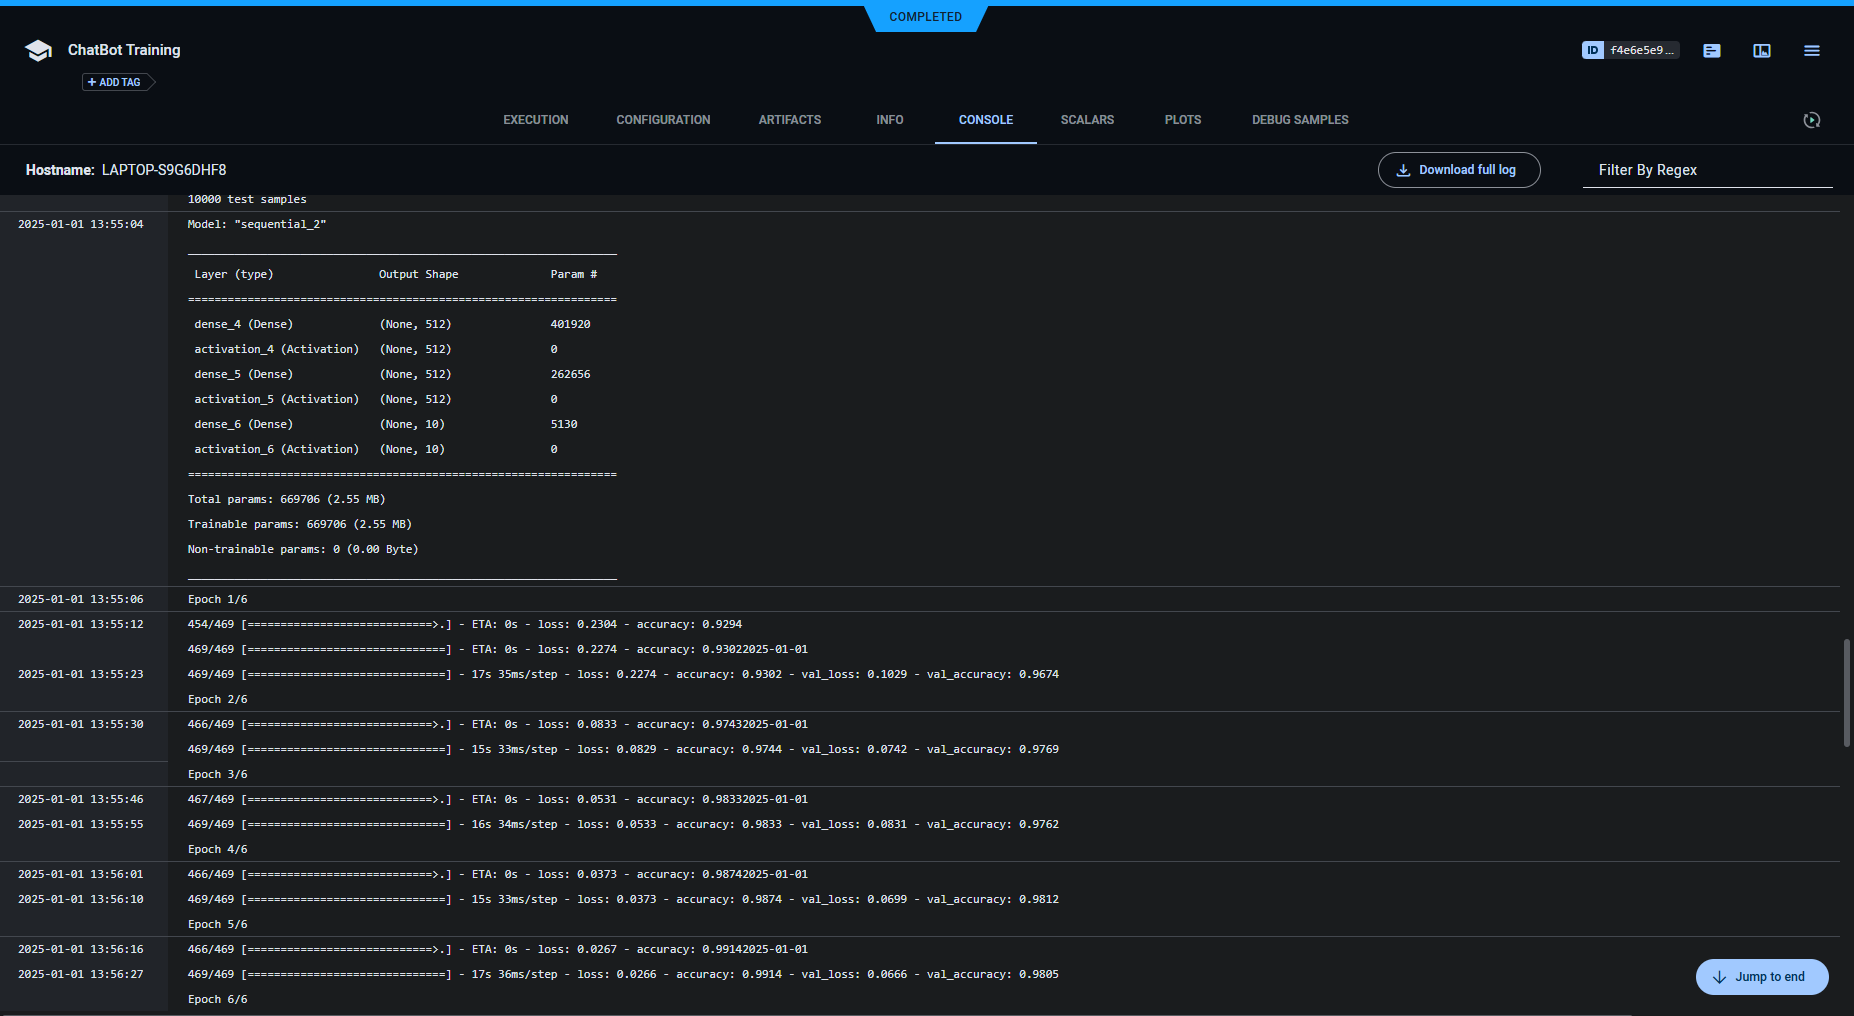 COMPLETED
ChatBot Training
ID f4e6e5e9 ...
+ ADD TAG
EXECUTION CONFIGURATION ARTIFACTS INFO CONSOLE SCALARS PLOTS DEBUG SAMPLES
Hostname: LAPTOP-S9G6DHF8 Download full log Filter By Regex
10000 test samples
2025-01-01 13:55:04 Model: "sequential_2"
_________________________________________________________________
Layer (type) Output Shape Param #
=================================================================
dense_4 (Dense) (None, 512) 401920
activation_4 (Activation) (None, 512) 0
dense_5 (Dense) (None, 512) 262656
activation_5 (Activation) (None, 512) 0
dense_6 (Dense) (None, 10) 5130
activation_6 (Activation) (None, 10) 0
=================================================================
Total params: 669706 (2.55 MB)
Trainable params: 669706 (2.55 MB)
Non-trainable params: 0 (0.00 Byte)
_________________________________________________________________
2025-01-01 13:55:06 Epoch 1/6
2025-01-01 13:55:12 454/469 [============================>.] - ETA: 0s - loss: 0.2304 - accuracy: 0.9294
469/469 [==============================] - ETA: 0s - loss: 0.2274 - accuracy: 0.93022025-01-01
2025-01-01 13:55:23 469/469 [==============================] - 17s 35ms/step - loss: 0.2274 - accuracy: 0.9302 - val_loss: 0.1029 - val_accuracy: 0.9674
Epoch 2/6
2025-01-01 13:55:30 466/469 [============================>.] - ETA: 0s - loss: 0.0833 - accuracy: 0.97432025-01-01
469/469 [==============================] - 15s 33ms/step - loss: 0.0829 - accuracy: 0.9744 - val_loss: 0.0742 - val_accuracy: 0.9769
Epoch 3/6
2025-01-01 13:55:46 467/469 [============================>.] - ETA: 0s - loss: 0.0531 - accuracy: 0.98332025-01-01
2025-01-01 13:55:55 469/469 [==============================] - 16s 34ms/step - loss: 0.0533 - accuracy: 0.9833 - val_loss: 0.0831 - val_accuracy: 0.9762
Epoch 4/6
2025-01-01 13:56:01 466/469 [============================>.] - ETA: 0s - loss: 0.0373 - accuracy: 0.98742025-01-01
2025-01-01 13:56:10 469/469 [==============================] - 15s 33ms/step - loss: 0.0373 - accuracy: 0.9874 - val_loss: 0.0699 - val_accuracy: 0.9812
Epoch 5/6
2025-01-01 13:56:16 466/469 [============================>.] - ETA: 0s - loss: 0.0267 - accuracy: 0.99142025-01-01
2025-01-01 13:56:27 469/469 [==============================] - 17s 36ms/step - loss: 0.0266 - accuracy: 0.9914 - val_loss: 0.0666 - val_accuracy: 0.9805
Jump to end
Epoch 6/6